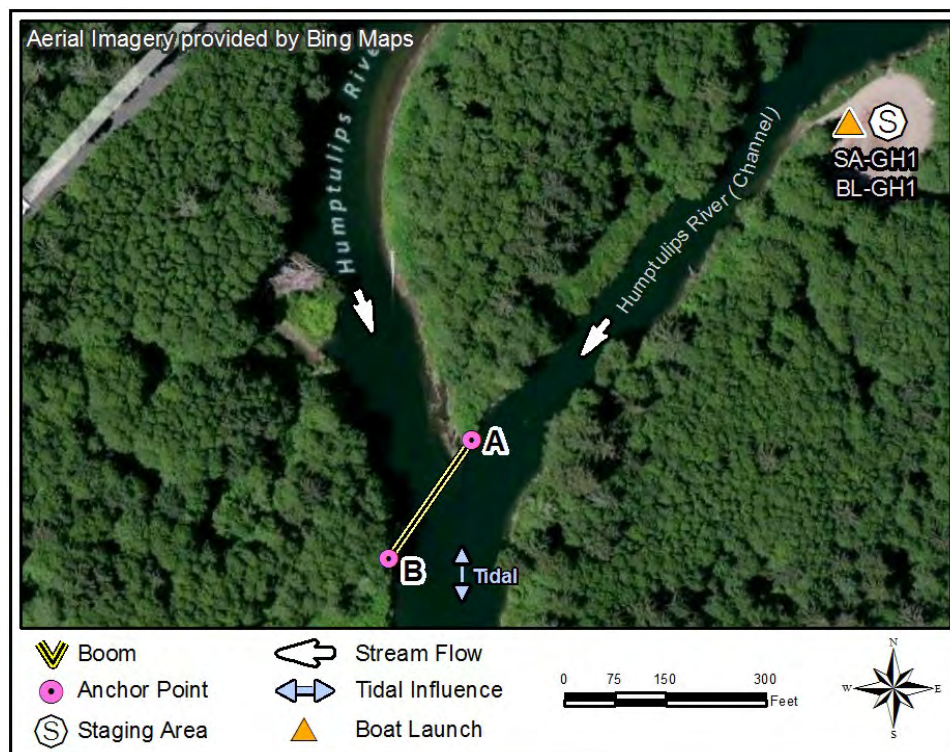 Aerial Imagery provided by Bing Maps
Humptulips River
Humptulips River (Channel)
S
SA-GH1
BL-GH1
A
B
Tidal
Boom
Stream Flow
Anchor Point
Tidal Influence
S Staging Area
Boat Launch
0 75 150 300
Feet
N
W E
S